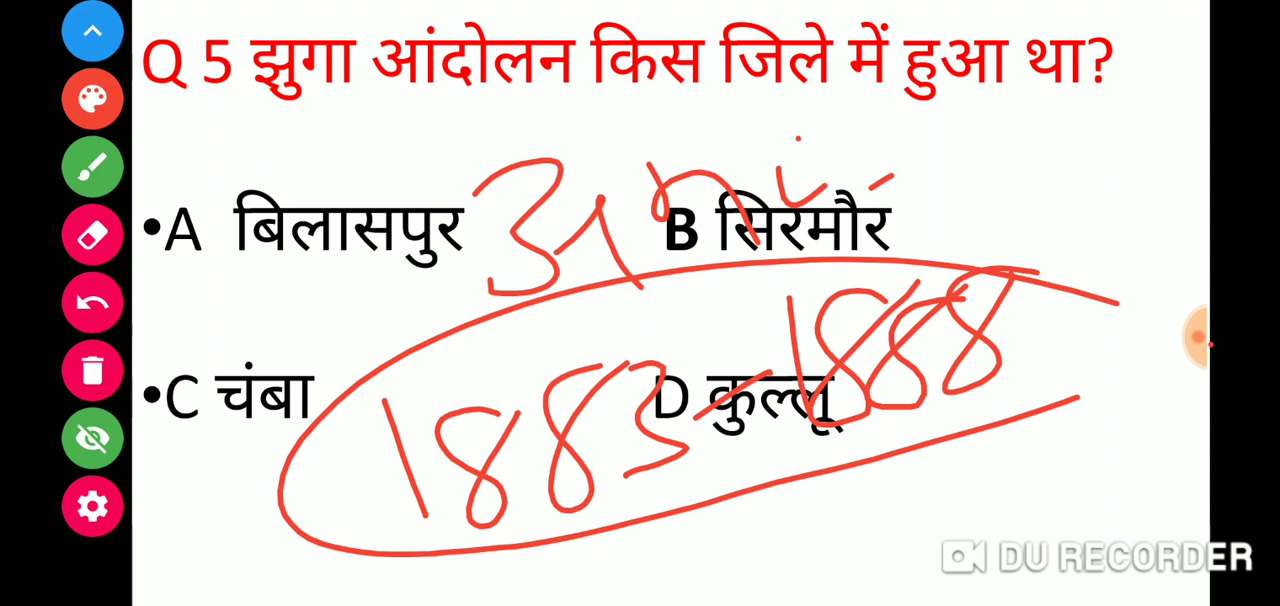 Q 5 झुगा आंदोलन किस जिले में हुआ था?
•A बिलासपुर B सिरमौर
•C चंबा D कुल्लू
1883-1888
DU RECORDER